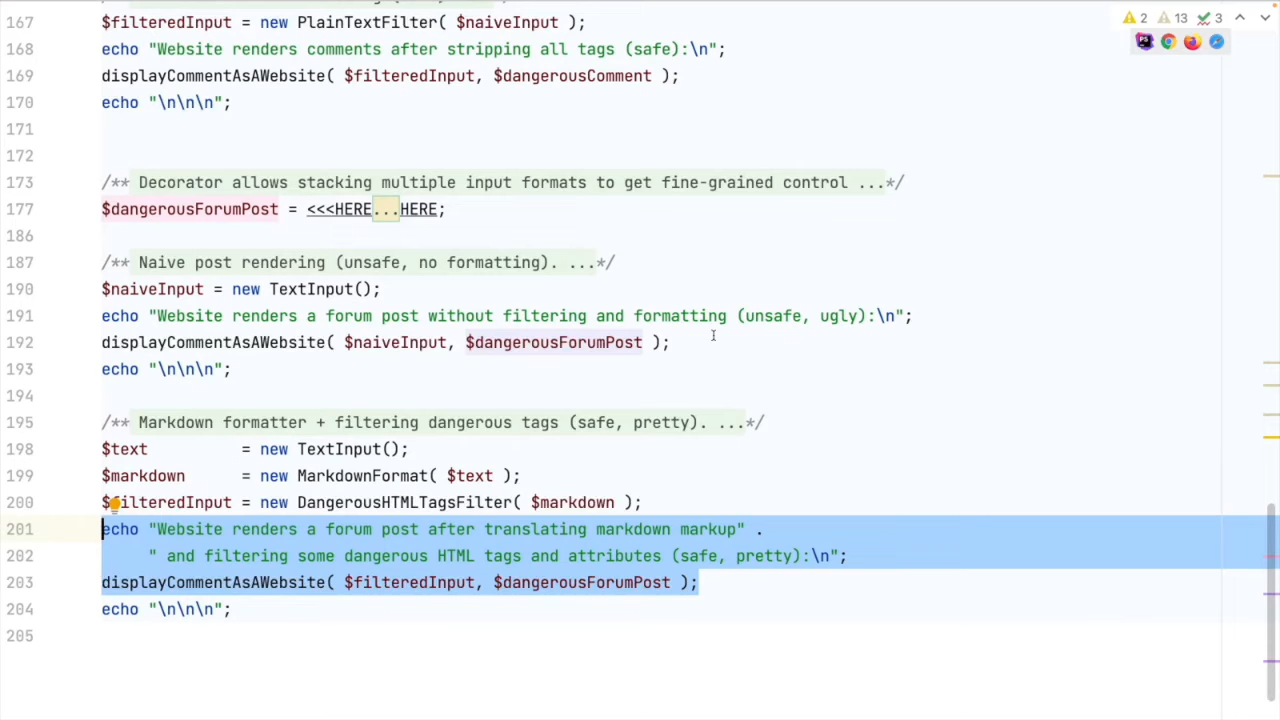 2 13 3
167 $filteredInput = new PlainTextFilter( $naiveInput );
168 echo "Website renders comments after stripping all tags (safe):\n";
169 displayCommentAsAWebsite( $filteredInput, $dangerousComment );
170 echo "\n\n\n";
171
172
173 /** Decorator allows stacking multiple input formats to get fine-grained control ...*/
177 $dangerousForumPost = <<<HERE...HERE;
186
187 /** Naive post rendering (unsafe, no formatting). ...*/
190 $naiveInput = new TextInput();
191 echo "Website renders a forum post without filtering and formatting (unsafe, ugly):\n";
192 displayCommentAsAWebsite( $naiveInput, $dangerousForumPost );
193 echo "\n\n\n";
194
195 /** Markdown formatter + filtering dangerous tags (safe, pretty). ...*/
198 $text = new TextInput();
199 $markdown = new MarkdownFormat( $text );
200 $filteredInput = new DangerousHTMLTagsFilter( $markdown );
201 echo "Website renders a forum post after translating markdown markup" .
202 " and filtering some dangerous HTML tags and attributes (safe, pretty):\n";
203 displayCommentAsAWebsite( $filteredInput, $dangerousForumPost );
204 echo "\n\n\n";
205